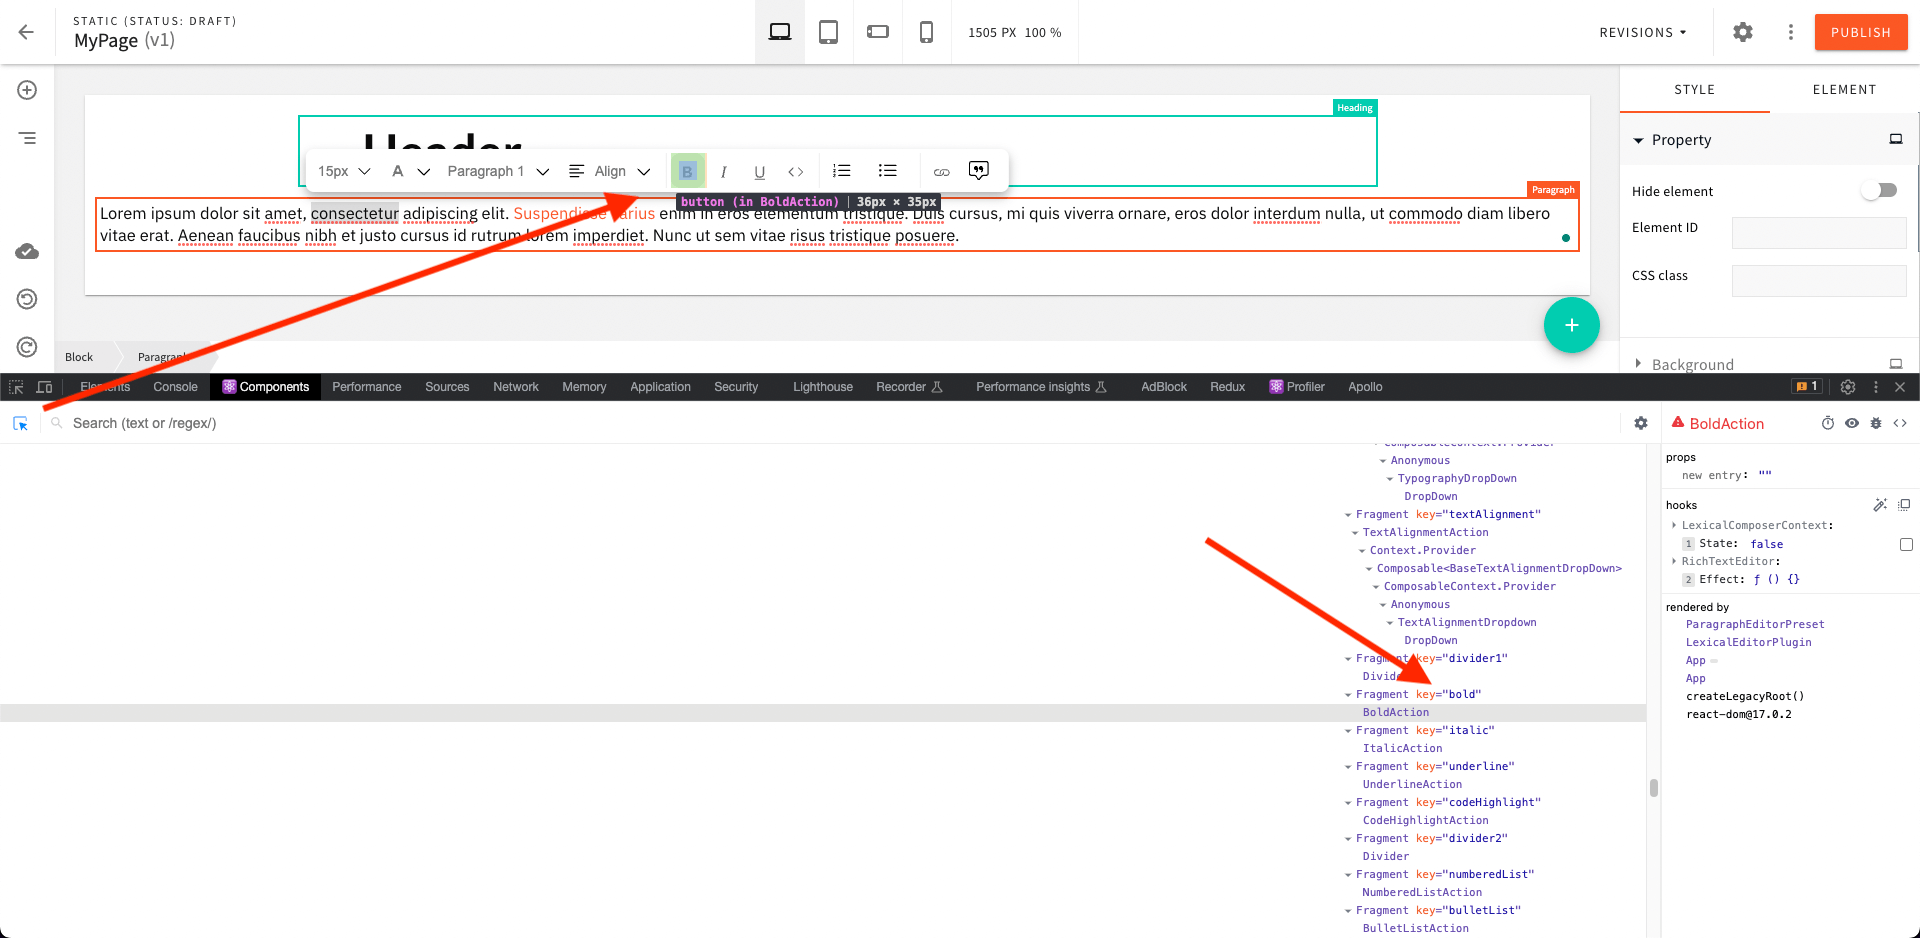 STATIC (STATUS: DRAFT)
MyPage (v1)
1505 PX 100 %
REVISIONS
PUBLISH
STYLE
ELEMENT
Property
Hide element
Element ID
CSS class
Background
Heading
Header
15px
A
Paragraph 1
Align
B
I
U
button (in BoldAction) | 36px × 35px
Paragraph
Lorem ipsum dolor sit amet, consectetur adipiscing elit. Suspendisse varius enim in eros elementum tristique. Duis cursus, mi quis viverra ornare, eros dolor interdum nulla, ut commodo diam libero
vitae erat. Aenean faucibus nibh et justo cursus id rutrum lorem imperdiet. Nunc ut sem vitae risus tristique posuere.
Block
Paragraph
Elements
Console
Components
Performance
Sources
Network
Memory
Application
Security
Lighthouse
Recorder
Performance insights
AdBlock
Redux
Profiler
Apollo
1
Search (text or /regex/)
ComposableContext.Provider
Anonymous
TypographyDropDown
DropDown
Fragment key="textAlignment"
TextAlignmentAction
Context.Provider
Composable<BaseTextAlignmentDropDown>
ComposableContext.Provider
Anonymous
TextAlignmentDropdown
DropDown
Fragment key="divider1"
Divider
Fragment key="bold"
BoldAction
Fragment key="italic"
ItalicAction
Fragment key="underline"
UnderlineAction
Fragment key="codeHighlight"
CodeHighlightAction
Fragment key="divider2"
Divider
Fragment key="numberedList"
NumberedListAction
Fragment key="bulletList"
BulletListAction
BoldAction
props
new entry: ""
hooks
LexicalComposerContext:
1 State: false
RichTextEditor:
2 Effect: ƒ () {}
rendered by
ParagraphEditorPreset
LexicalEditorPlugin
App
App
createLegacyRoot()
react-dom@17.0.2